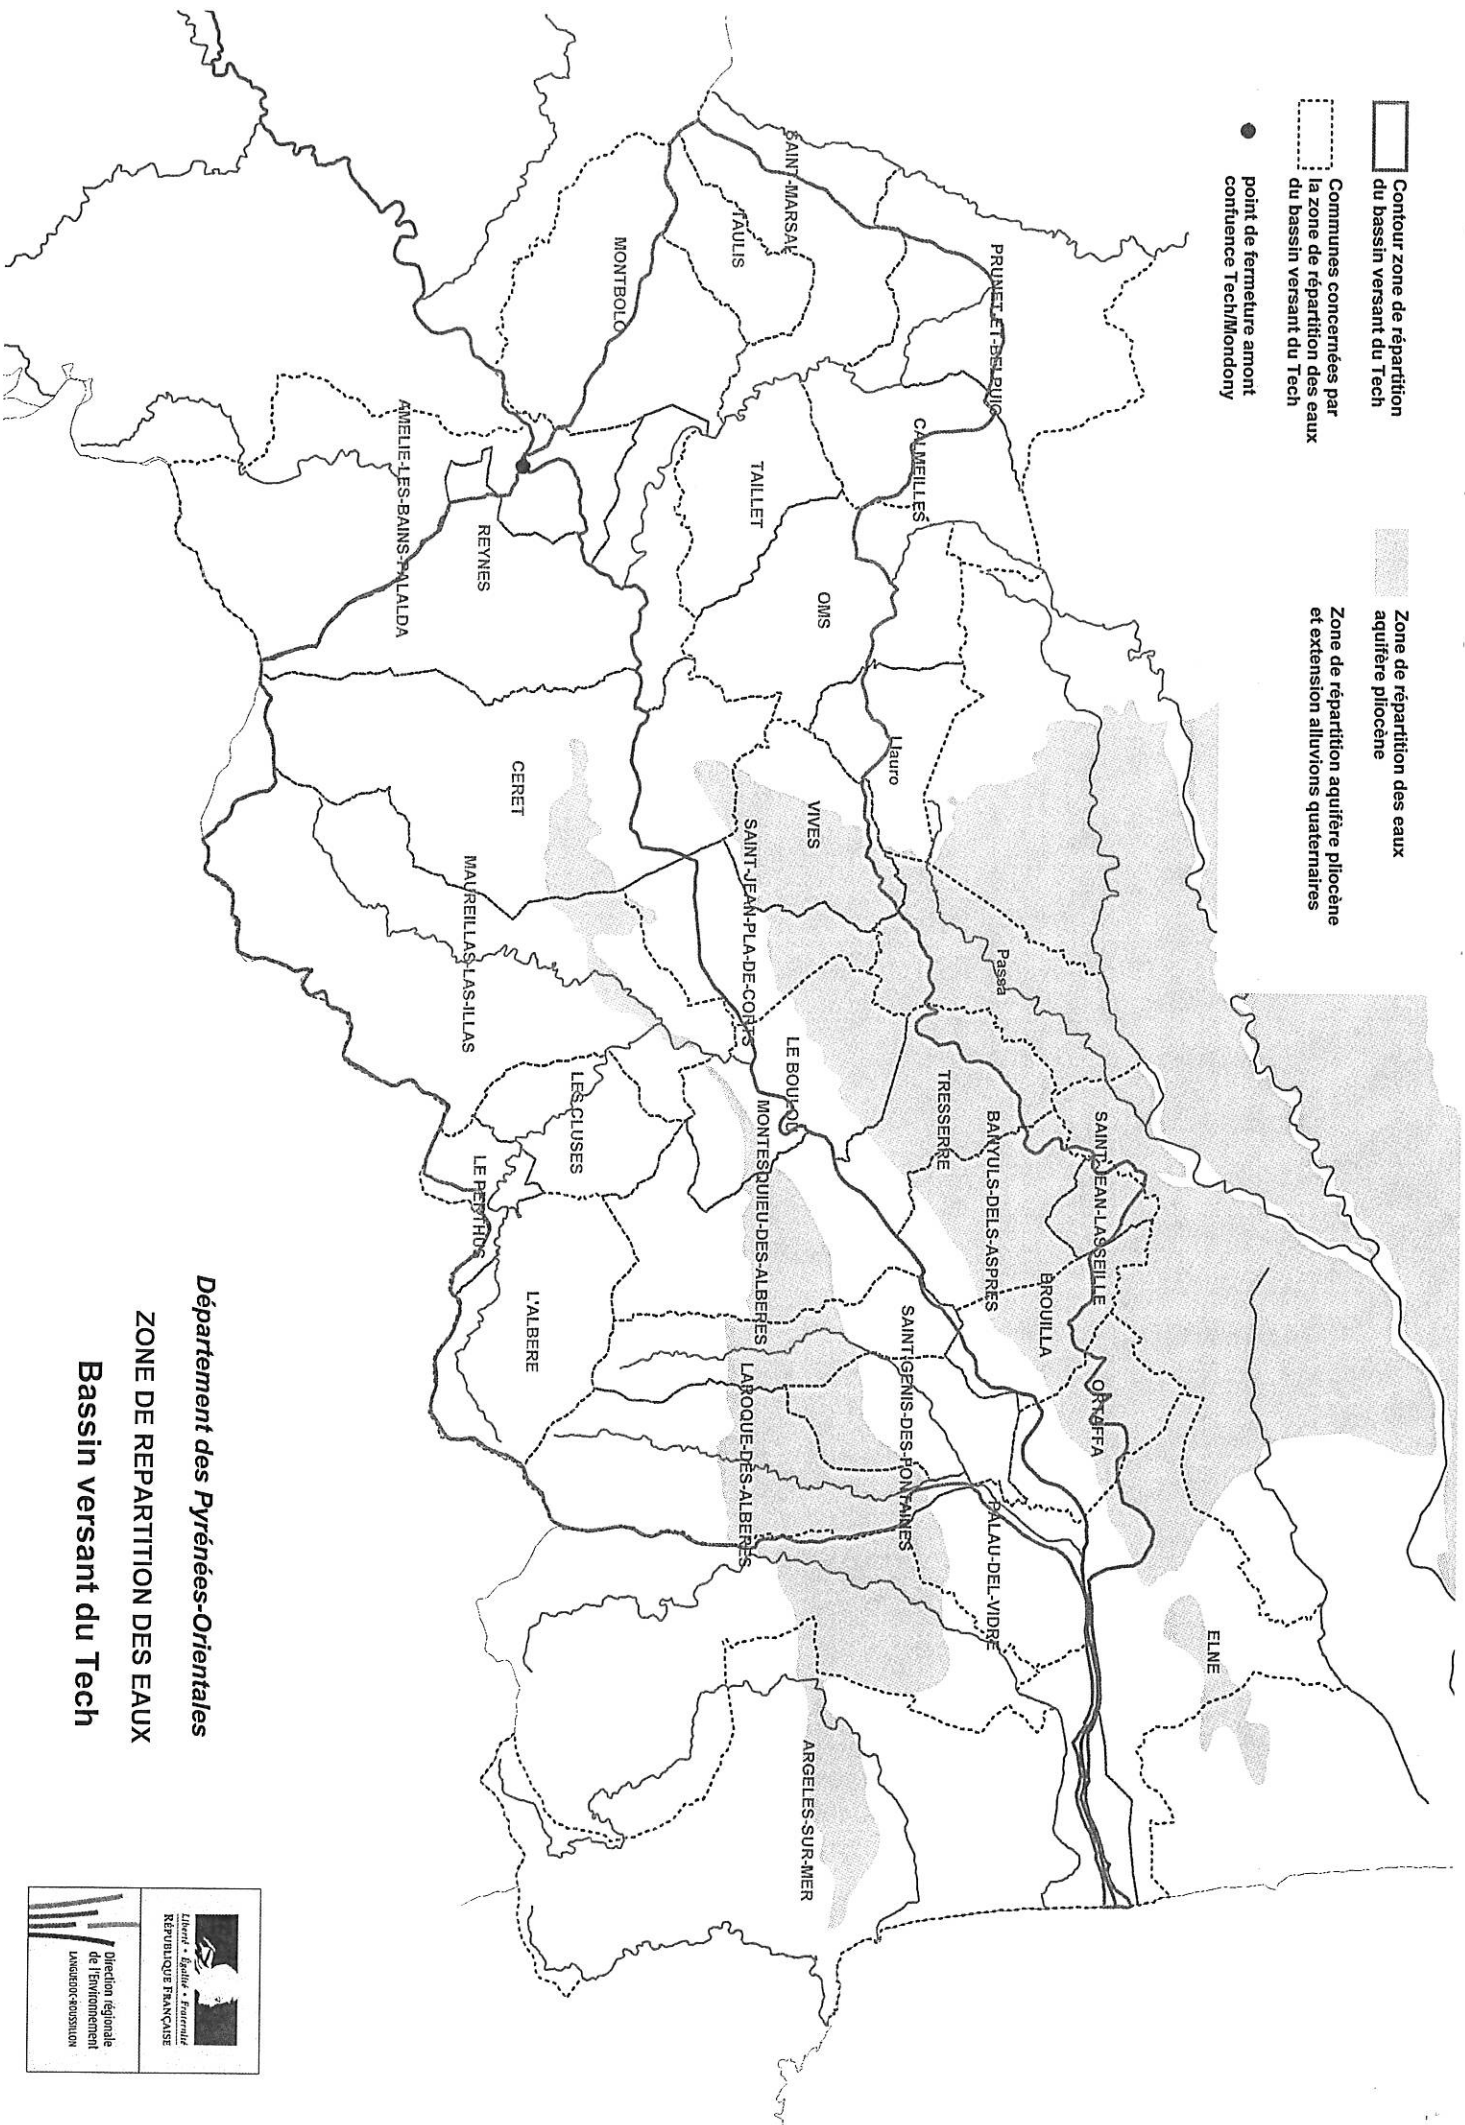 Contour zone de répartition
du bassin versant du Tech
Communes concernées par
la zone de répartition des eaux
du bassin versant du Tech
point de fermeture amont
confuence Tech/Mondony
Zone de répartition des eaux
aquifère pliocène
Zone de répartition aquifère pliocène
et extension alluvions quaternaires
SAINT-MARSAL
TAULIS
MONTBOLO
PRUNET-ET-BELPUIG
CALMEILLES
TAILLET
OMS
AMELIE-LES-BAINS-PALALDA
REYNES
Llauro
VIVES
CERET
SAINT-JEAN-PLA-DE-CORTS
MAUREILLAS-LAS-ILLAS
Passa
LE BOULOU
TRESSERRE
BANYULS-DELS-ASPRES
SAINT-JEAN-LASSEILLE
BROUILLA
ORTAFFA
LES CLUSES
LE PERTHUS
MONTESQUIEU-DES-ALBERES
L'ALBERE
SAINT-GENIS-DES-FONTAINES
LAROQUE-DES-ALBERES
PALAU-DEL-VIDRE
ELNE
ARGELES-SUR-MER
Département des Pyrénées-Orientales
ZONE DE REPARTITION DES EAUX
Bassin versant du Tech
Liberté • Égalité • Fraternité
RÉPUBLIQUE FRANÇAISE
Direction régionale
de l'Environnement
LANGUEDOC-ROUSSILLON